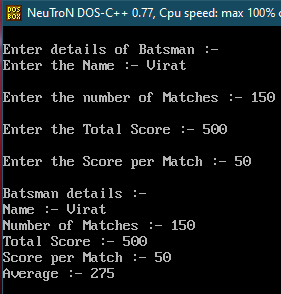 DOS
BOX
NeuTroN DOS-C++ 0.77, Cpu speed: max 100%
Enter details of Batsman :-
Enter the Name :- Virat
Enter the number of Matches :- 150
Enter the Total Score :- 500
Enter the Score per Match :- 50
Batsman details :-
Name :- Virat
Number of Matches :- 150
Total Score :- 500
Score per Match :- 50
Average :- 275